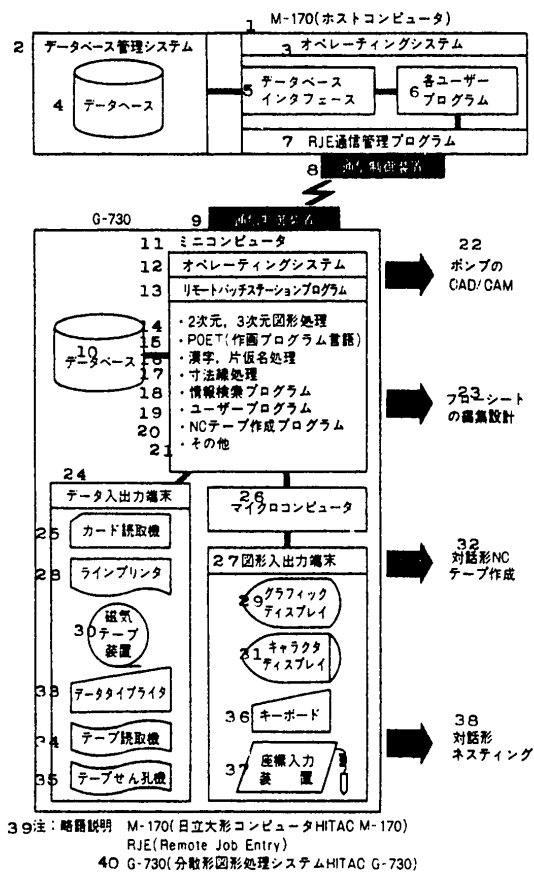 1 M-170(ホストコンピュータ)
2 データベース管理システム
3 オペレーティングシステム
4 データヘース
5 データベース
インタフェース
6 各ユーザー
プログラム
7 RJE通信管理プログラム
8 通信制御装置
G-730
9 通信制御装置
11 ミニコンピュータ
12 オペレーティングシステム
13 リモートバッチステーションプログラム
10 データベース
14 ・2次元,3次元図形処理
15 ・POET(作画プログラム言語)
16 ・漢字,片仮名処理
17 ・寸法線処理
18 ・情報検索プログラム
19 ・ユーザープログラム
20 ・NCテープ作成プログラム
21 ・その他
22
ポンプの
CAD/CAM
23
フローシート
の編集設計
24
データ入出力端末
25 カード読取機
28 ラインプリンタ
30 磁気
テープ
装置
33 データタイプライタ
34 テープ読取機
35 テープせん孔機
26
マイクロコンピュータ
27 図形入出力端末
29 グラフィック
ディスプレイ
31 キャラクタ
ディスプレイ
36 キーボード
37 座標入力
装置
32
対話形NC
テープ作成
38
対話形
ネスティング
39 注:略語説明 M-170(日立大形コンピュータHITAC M-170)
RJE(Remote Job Entry)
40 G-730(分散形図形処理システムHITAC G-730)